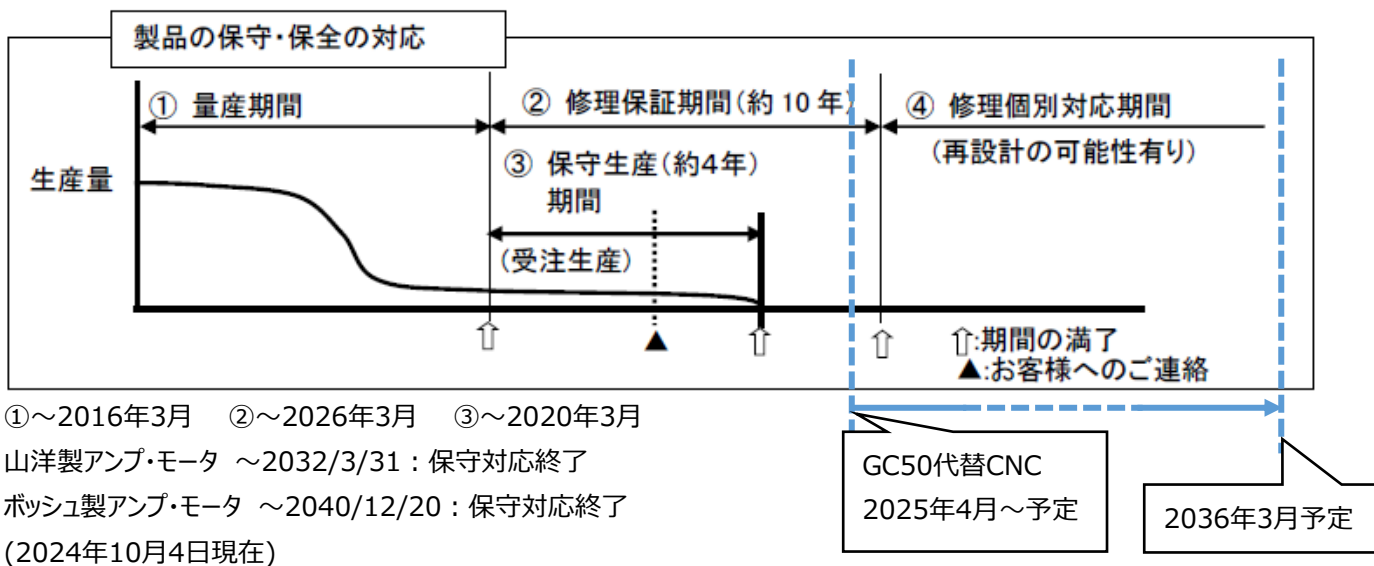 製品の保守・保全の対応
① 量産期間
② 修理保証期間(約 10 年)
④ 修理個別対応期間
(再設計の可能性有り)
③ 保守生産(約4年)
期間
(受注生産)
生産量
⇧:期間の満了
▲:お客様へのご連絡
①~2016年3月 ②~2026年3月 ③~2020年3月
山洋製アンプ・モータ ~2032/3/31:保守対応終了
ボッシュ製アンプ・モータ ~2040/12/20:保守対応終了
(2024年10月4日現在)
GC50代替CNC
2025年4月~予定
2036年3月予定